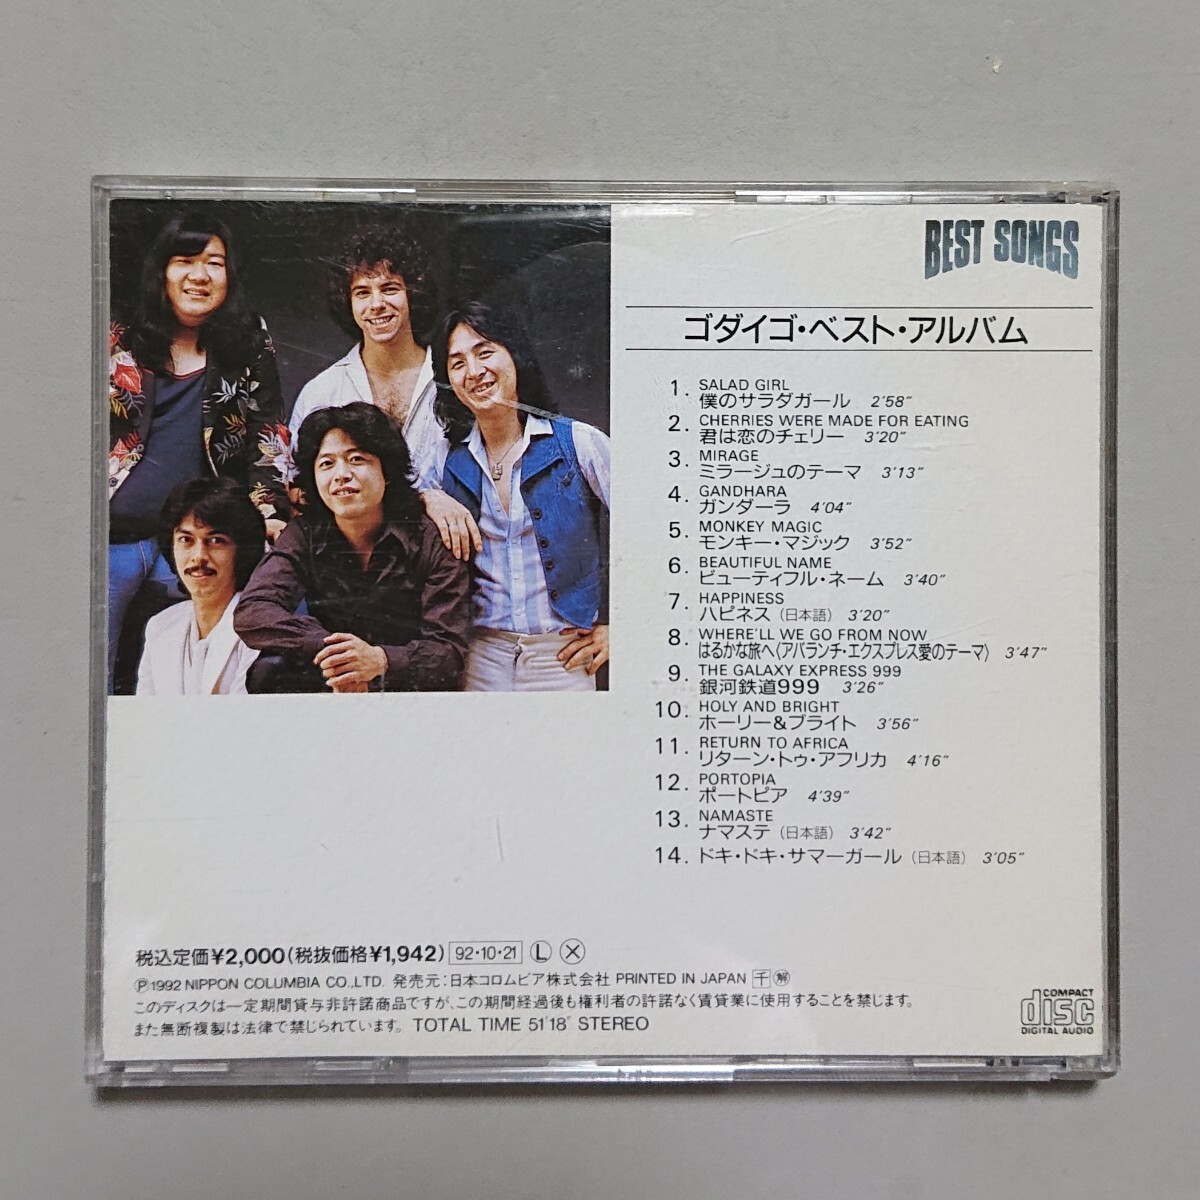 BEST SONGS
ゴダイゴ・ベスト・アルバム
1. SALAD GIRL
僕のサラダガール 2'58"
2. CHERRIES WERE MADE FOR EATING
君は恋のチェリー 3'20"
3. MIRAGE
ミラージュのテーマ 3'13"
4. GANDHARA
ガンダーラ 4'04"
5. MONKEY MAGIC
モンキー・マジック 3'52"
6. BEAUTIFUL NAME
ビューティフル・ネーム 3'40"
7. HAPPINESS
ハピネス（日本語） 3'20"
8. WHERE'LL WE GO FROM NOW
はるかな旅へ〈アバランチ・エクスプレス愛のテーマ〉 3'47"
9. THE GALAXY EXPRESS 999
銀河鉄道999 3'26"
10. HOLY AND BRIGHT
ホーリー&ブライト 3'56"
11. RETURN TO AFRICA
リターン・トゥ・アフリカ 4'16"
12. PORTOPIA
ポートピア 4'39"
13. NAMASTE
ナマステ（日本語） 3'42"
14. ドキ・ドキ・サマーガール（日本語） 3'05"
税込定価¥2,000(税抜価格¥1,942) 92・10・21 Ⓛ Ⓧ
Ⓟ1992 NIPPON COLUMBIA CO.,LTD. 発売元:日本コロムビア株式会社 PRINTED IN JAPAN 千 解
このディスクは一定期間貸与非許諾商品ですが、この期間経過後も権利者の許諾なく賃貸業に使用することを禁じます。
また無断複製は法律で禁じられています。 TOTAL TIME 51'18" STEREO
COMPACT
disc
DIGITAL AUDIO